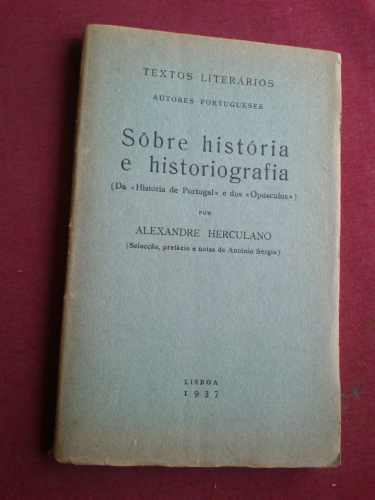 TEXTOS LITERÁRIOS
AUTORES PORTUGUESES
Sôbre história
e historiografia
(Da «História de Portugal» e dos «Opúsculos»)
POR
ALEXANDRE HERCULANO
(Selecção, prefácio e notas de António Sérgio)
LISBOA
1937